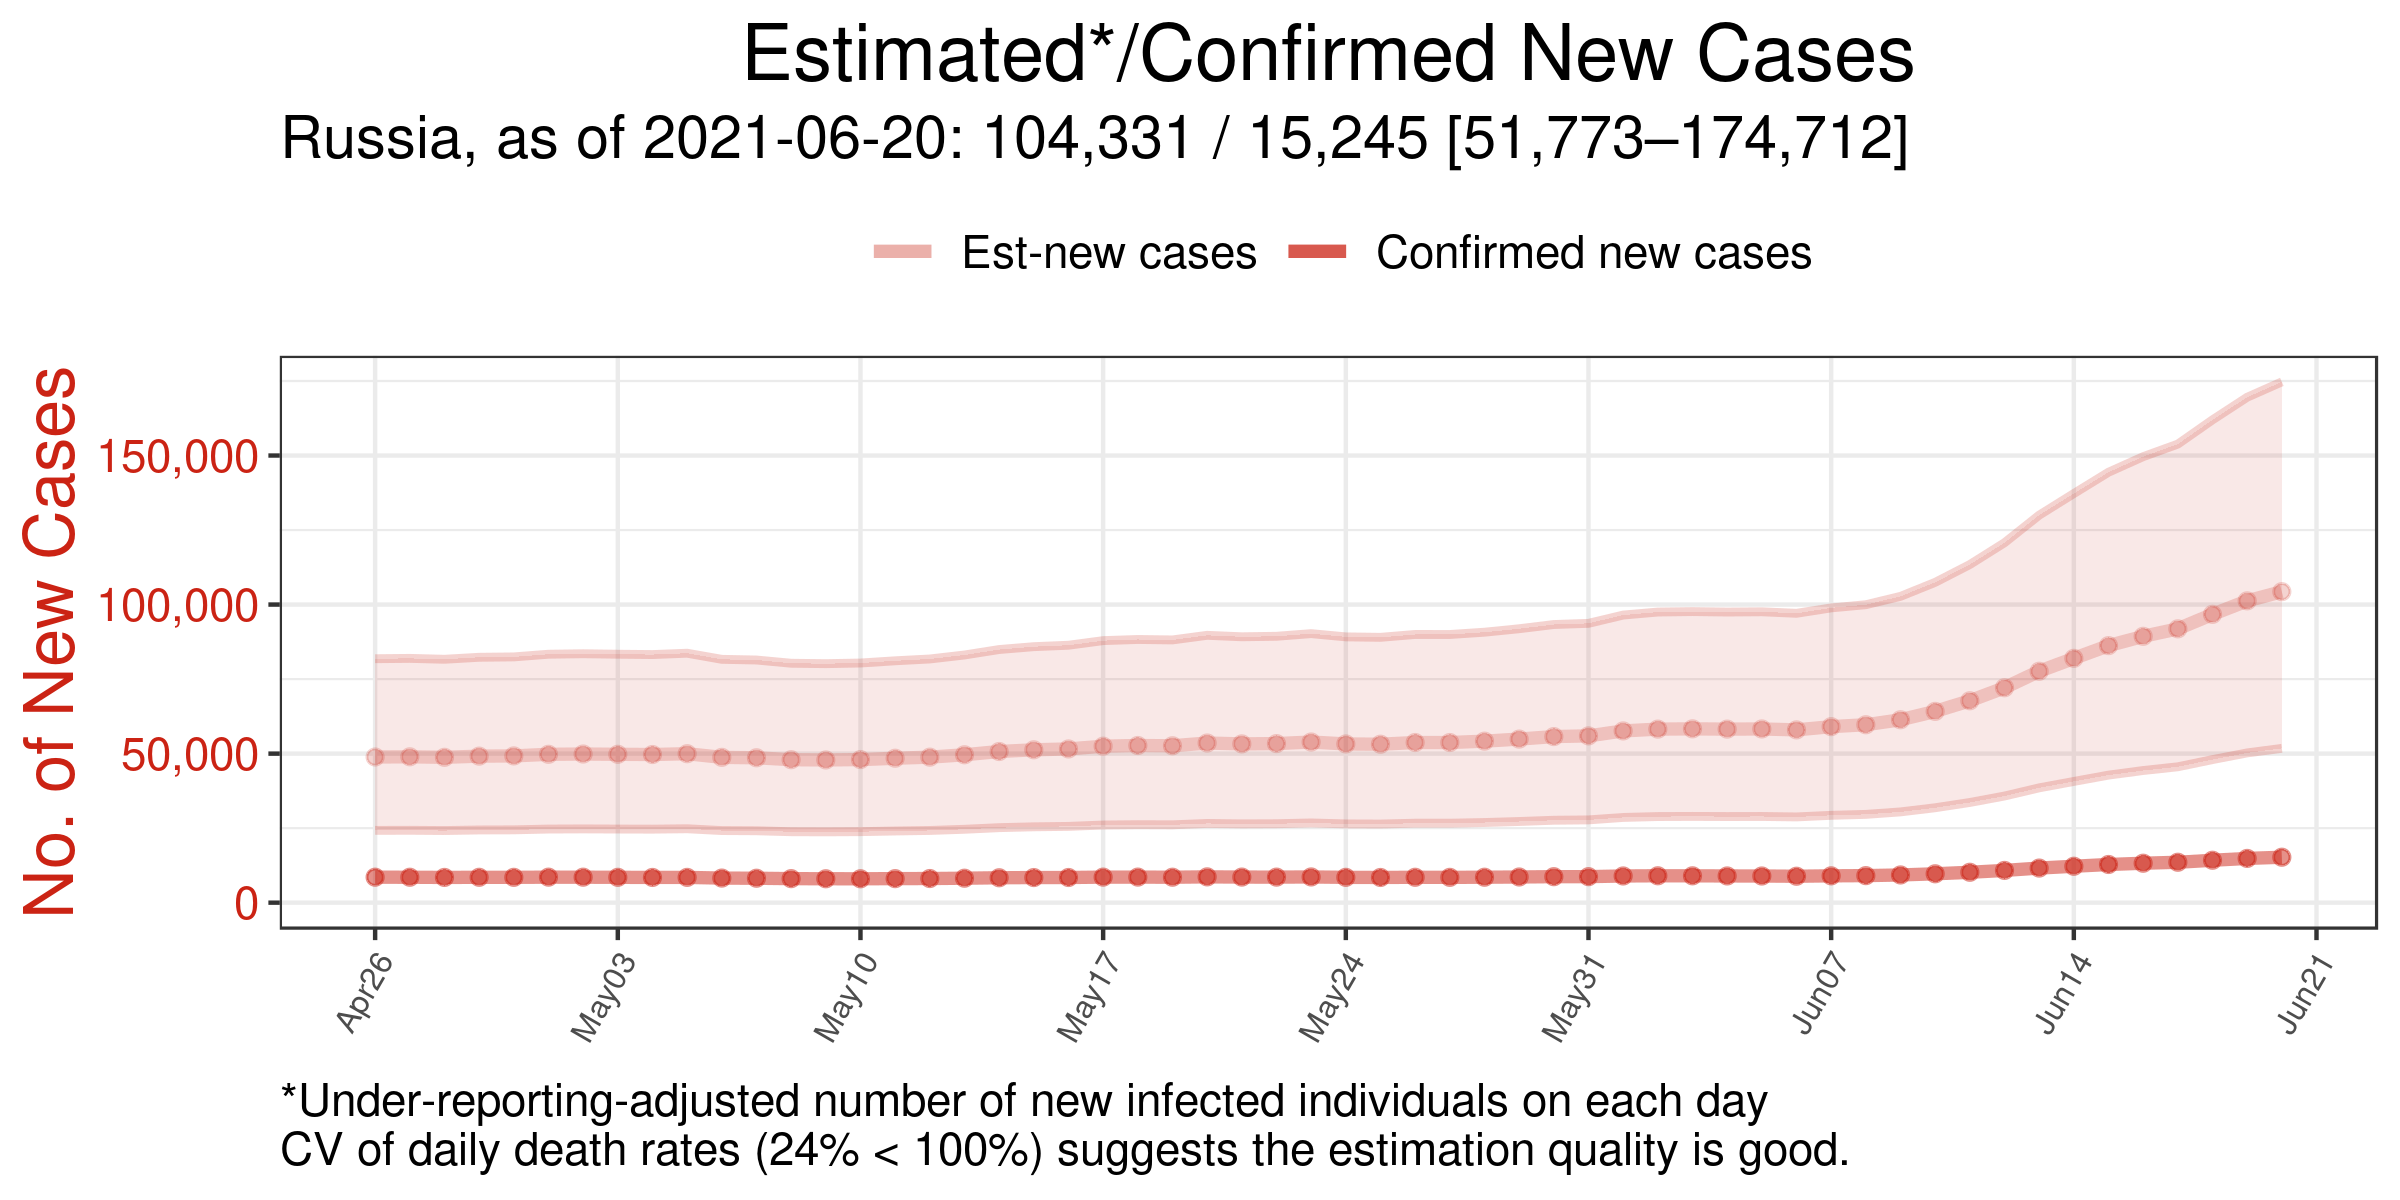 Estimated*/Confirmed New Cases
Russia, as of 2021-06-20: 104,331 / 15,245 [51,773–174,712]
Est-new cases Confirmed new cases
No. of New Cases
150,000
100,000
50,000
0
Apr26 May03 May10 May17 May24 May31 Jun07 Jun14 Jun21
*Under-reporting-adjusted number of new infected individuals on each day
CV of daily death rates (24% < 100%) suggests the estimation quality is good.